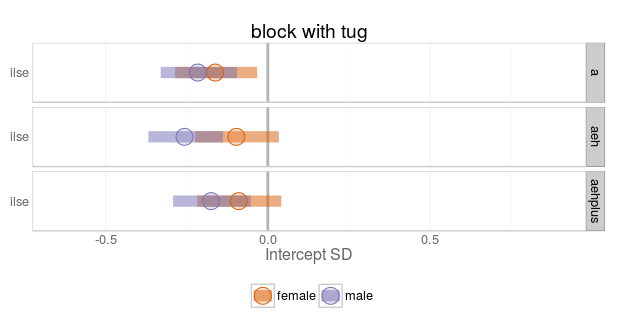 block with tug
ilse
a
ilse
aeh
ilse
aehplus
-0.5 0.0 0.5
Intercept SD
female male